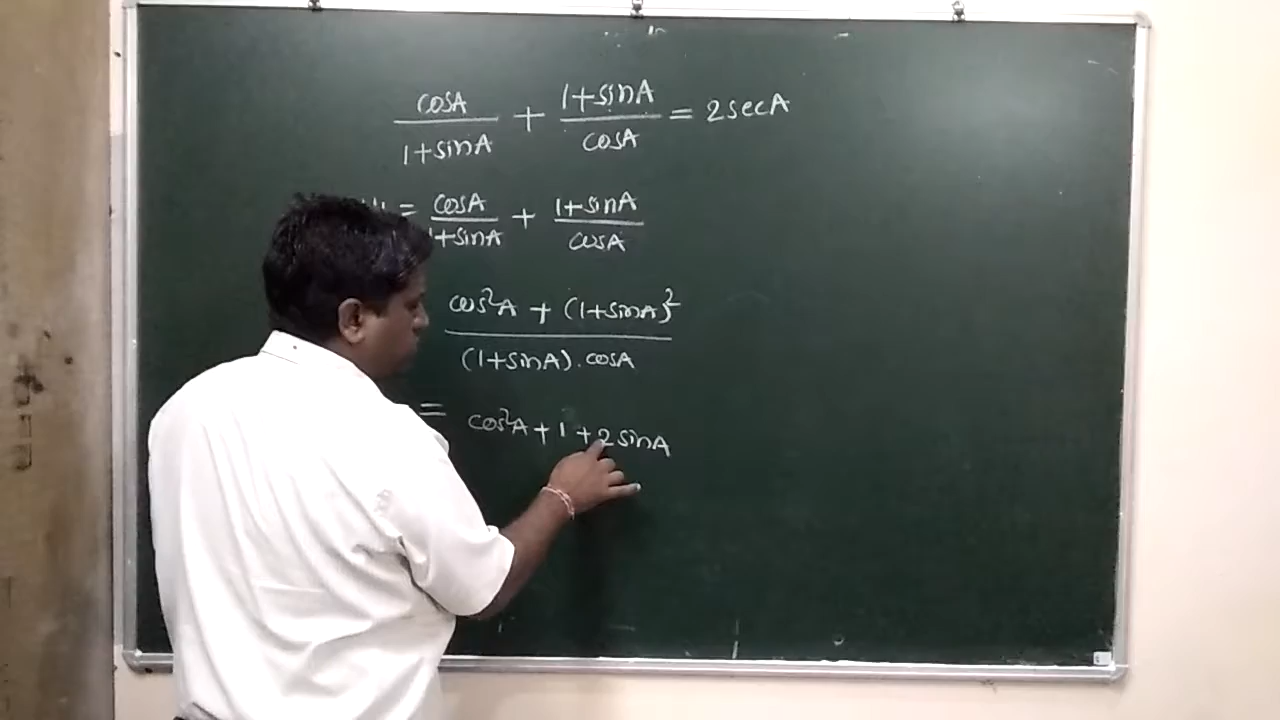 cosA/1+sinA + 1+sinA/cosA = 2secA
= cosA/1+sinA + 1+sinA/cosA
cos²A + (1+sinA)²/(1+sinA).cosA
= cos²A + 1 + 2sinA